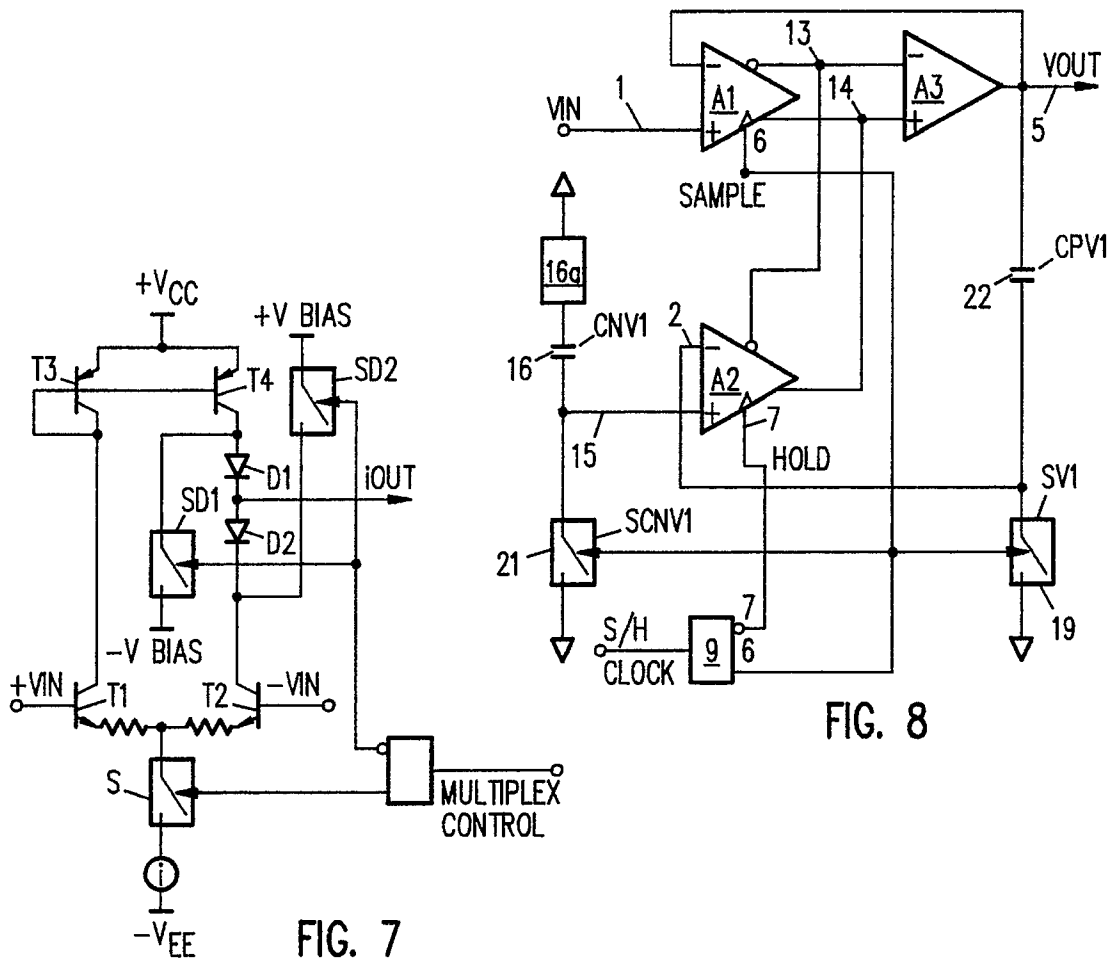 +VCC
T3
T4
+V BIAS
SD2
D1
iOUT
SD1
D2
-V BIAS
+VIN
T1
T2
-VIN
S
MULTIPLEX
CONTROL
i
-VEE
FIG. 7
VIN
1
-
A1
+
6
SAMPLE
13
14
-
A3
+
VOUT
5
16a
CNV1
16
2
-
A2
+
7
15
HOLD
CPV1
22
SCNV1
21
SV1
19
S/H
CLOCK
9
7
6
FIG. 8